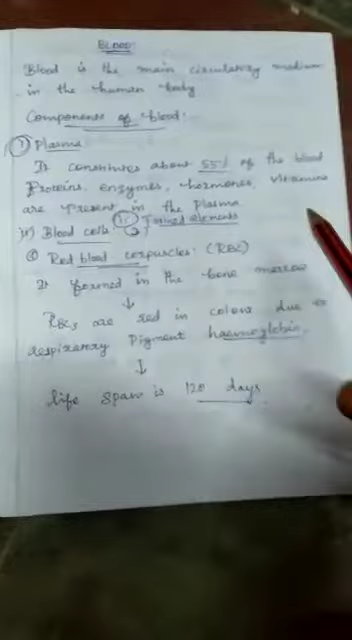 BLOOD
Blood is the main circulatory medium
in the human body
Components of blood:
1) Plasma
It constitutes about 55% of the blood
Proteins, enzymes, hormones, vitamins
are present in the Plasma.
ii) Blood cells Formed elements
Red blood corpuscles: (RBC)
It formed in the bone marrow
↓
RBCs are red in colour due to
respiratory Pigment haemoglobin.
↓
life span is 120 days